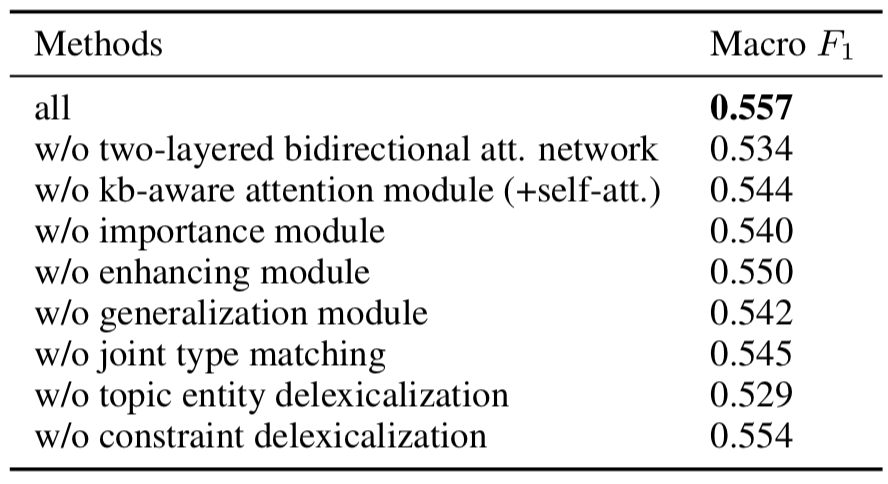 Methods Macro F1
all 0.557
w/o two-layered bidirectional att. network 0.534
w/o kb-aware attention module (+self-att.) 0.544
w/o importance module 0.540
w/o enhancing module 0.550
w/o generalization module 0.542
w/o joint type matching 0.545
w/o topic entity delexicalization 0.529
w/o constraint delexicalization 0.554